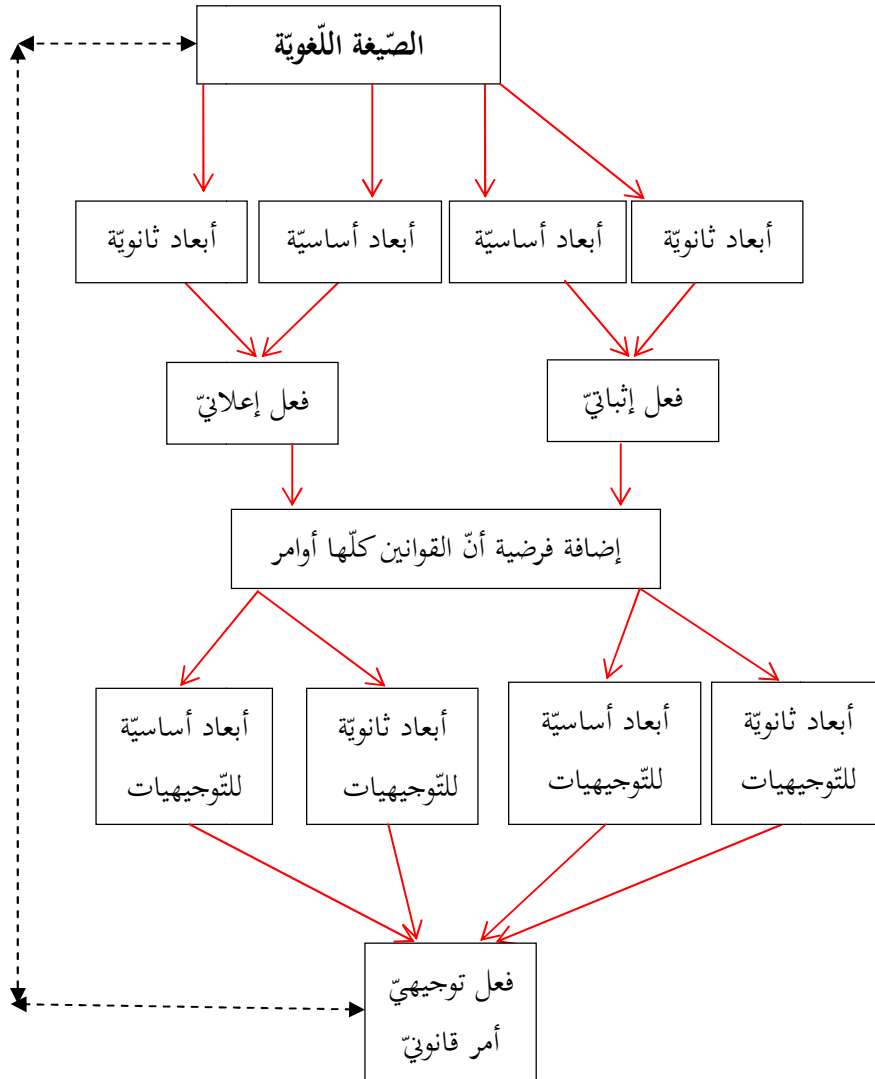 الصّيغة اللّغويّة
أبعاد ثانويّة
أبعاد أساسيّة
أبعاد أساسيّة
أبعاد ثانويّة
فعل إثباتيّ
فعل إعلانيّ
إضافة فرضية أنّ القوانين كلّها أوامر
أبعاد ثانويّة
للتّوجيهيات
أبعاد أساسيّة
للتّوجيهيات
أبعاد ثانويّة
للتّوجيهيات
أبعاد أساسيّة
للتّوجيهيات
فعل توجيهيّ
أمر قانونيّ